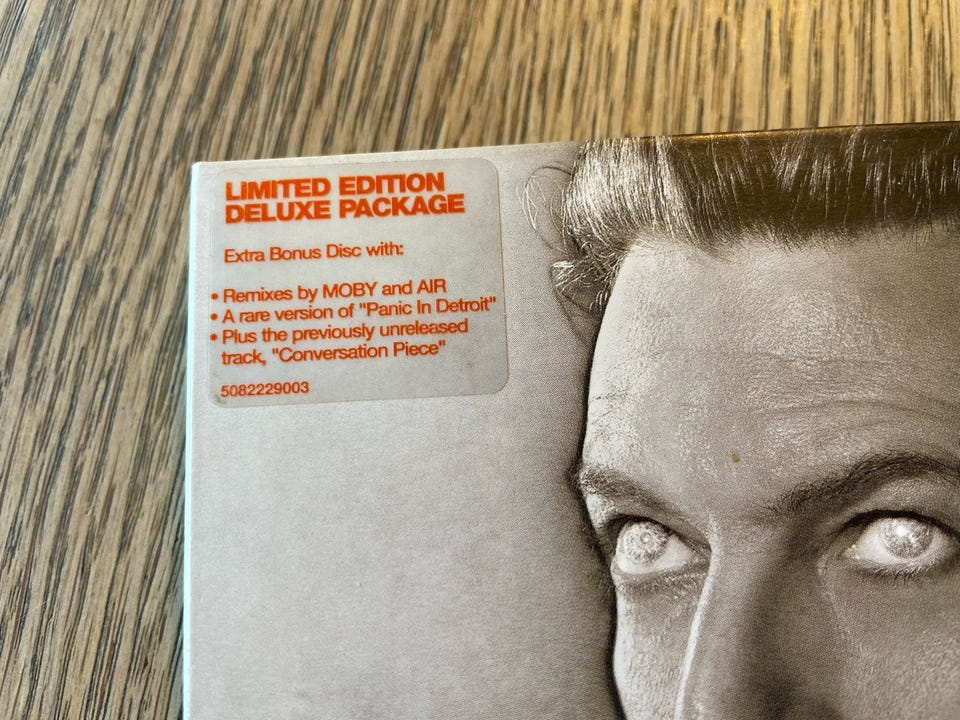 LIMITED EDITION
DELUXE PACKAGE
Extra Bonus Disc with:
• Remixes by MOBY and AIR
• A rare version of "Panic In Detroit"
• Plus the previously unreleased
track, "Conversation Piece"
5082229003